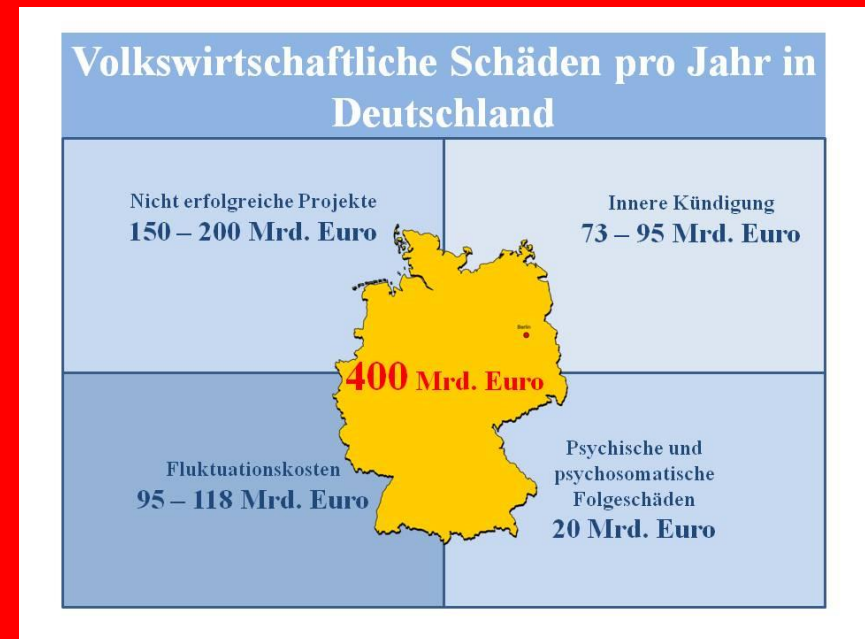 Volkswirtschaftliche Schäden pro Jahr in
Deutschland
Nicht erfolgreiche Projekte
150 – 200 Mrd. Euro
Innere Kündigung
73 – 95 Mrd. Euro
Berlin
400 Mrd. Euro
Fluktuationskosten
95 – 118 Mrd. Euro
Psychische und
psychosomatische
Folgeschäden
20 Mrd. Euro